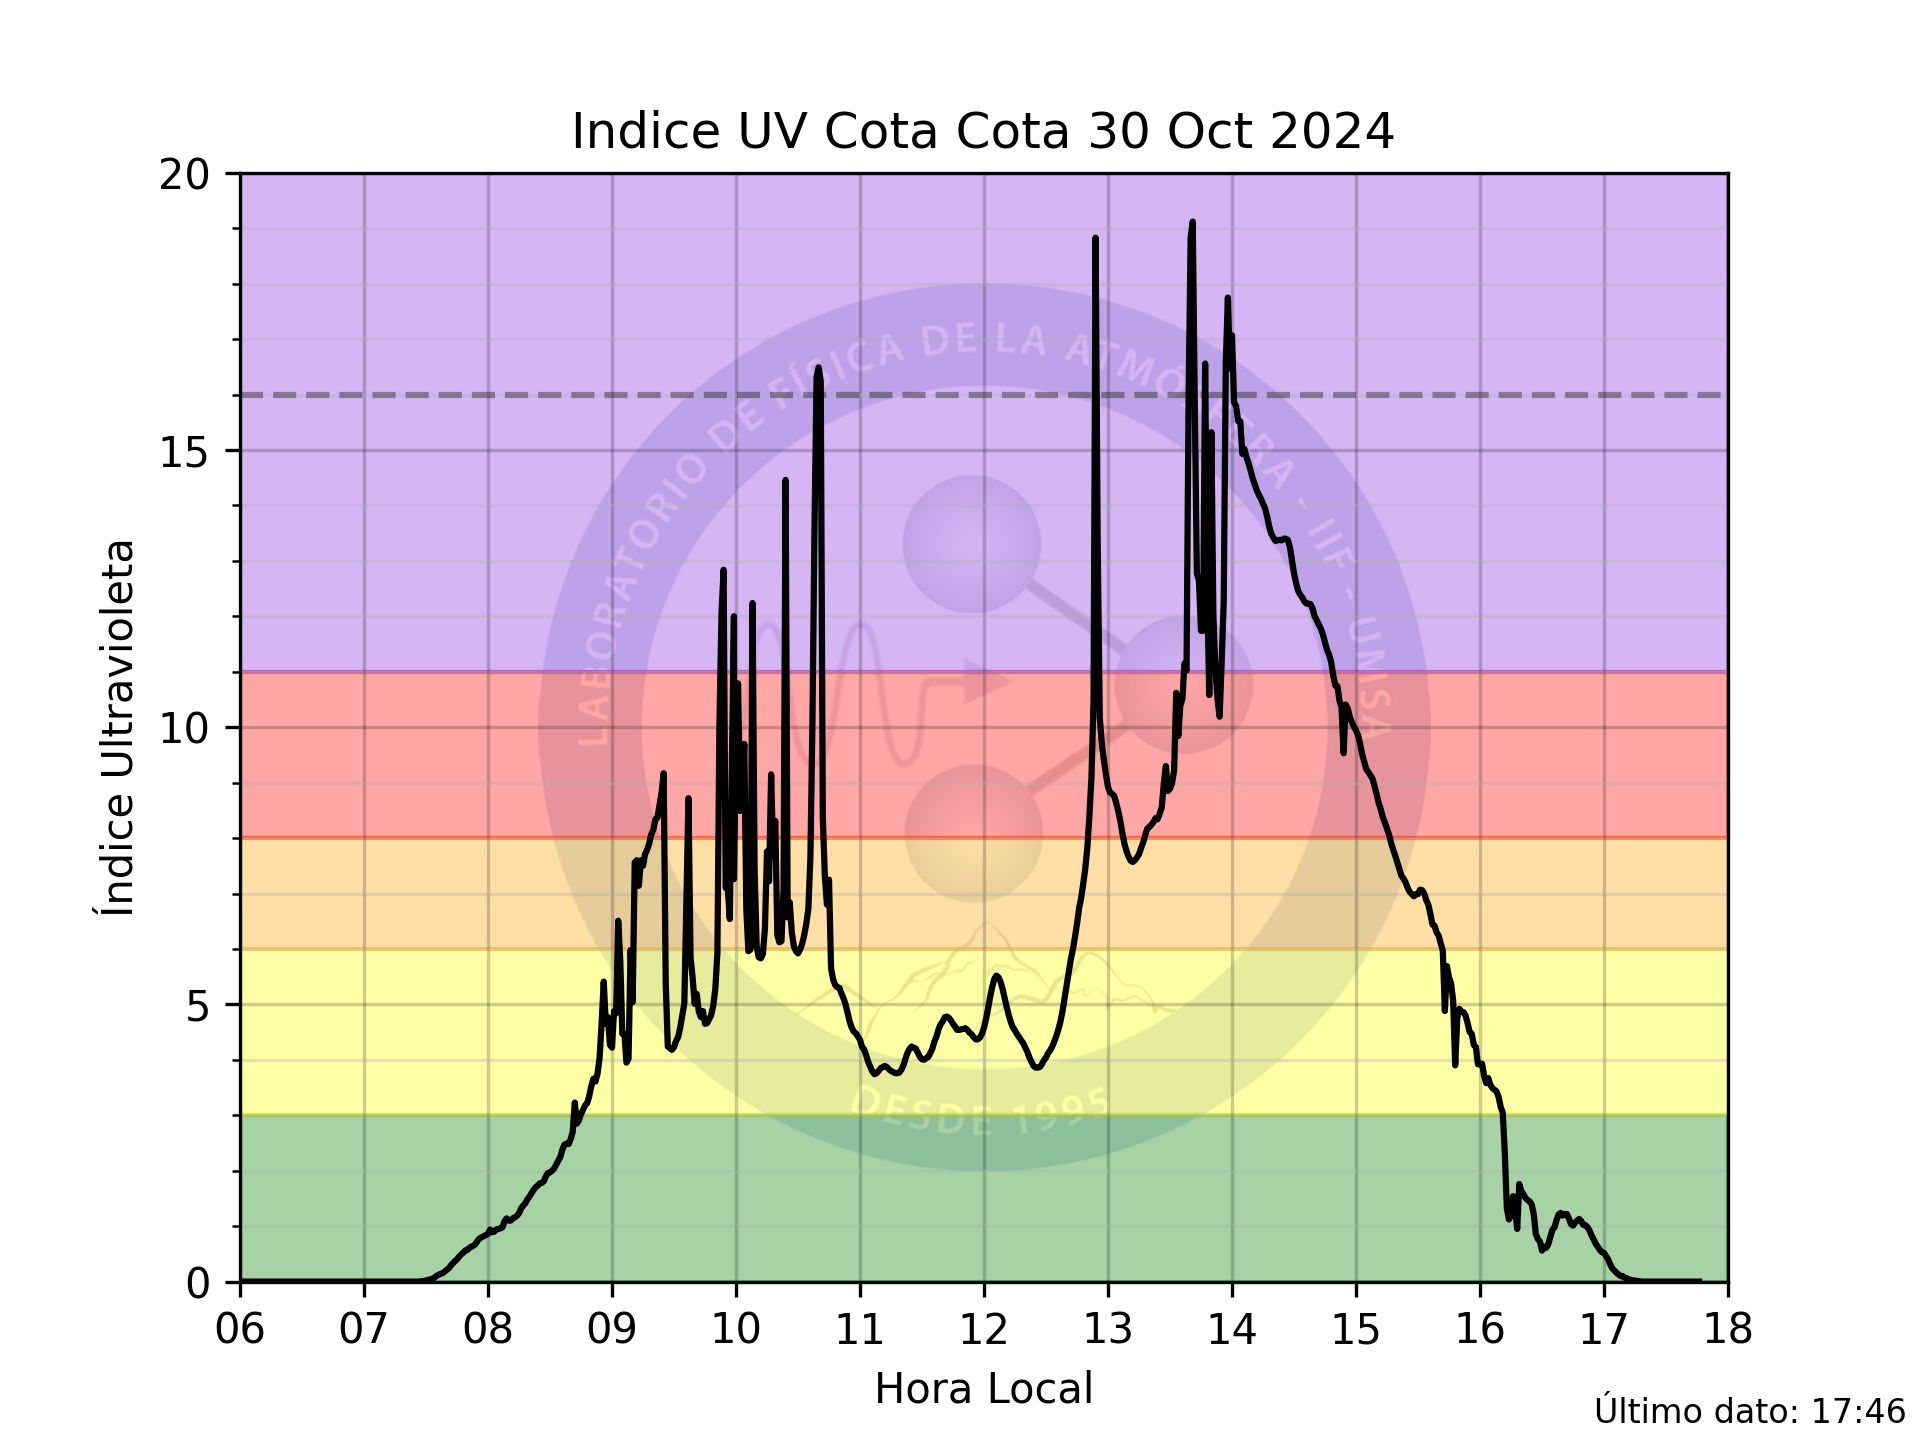 Indice UV Cota Cota 30 Oct 2024
20
15
10
5
0
Índice Ultravioleta
LABORATORIO DE FÍSICA DE LA ATMÓSFERA - IIF - UMSA
DESDE 1995
06 07 08 09 10 11 12 13 14 15 16 17 18
Hora Local
Último dato: 17:46